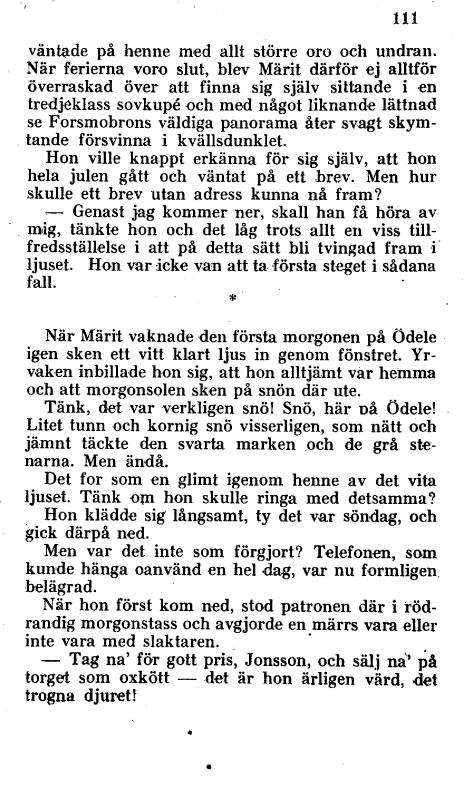 111
väntade på henne med allt större oro och undran.
När ferierna voro slut, blev Märit därför ej alltför
överraskad över att finna sig själv sittande i en
tredjeklass sovkupé och med något liknande lättnad
se Forsmobrons väldiga panorama åter svagt skym-
tande försvinna i kvällsdunklet.
Hon ville knappt erkänna för sig själv, att hon
hela julen gått och väntat på ett brev. Men hur
skulle ett brev utan adress kunna nå fram?
— Genast jag kommer ner, skall han få höra av
mig, tänkte hon och det låg trots allt en viss till-
fredsställelse i att på detta sätt bli tvingad fram i
ljuset. Hon var icke van att ta första steget i sådana
fall.
*
När Märit vaknade den första morgonen på Ödele
igen sken ett vitt klart ljus in genom fönstret. Yr-
vaken inbillade hon sig, att hon alltjämt var hemma
och att morgonsolen sken på snön där ute.
Tänk, det var verkligen snö! Snö, här på Ödele!
Litet tunn och kornig snö visserligen, som nätt och
jämnt täckte den svarta marken och de grå ste-
narna. Men ändå.
Det for som en glimt igenom henne av det vita
ljuset. Tänk om hon skulle ringa med detsamma?
Hon klädde sig långsamt, ty det var söndag, och
gick därpå ned.
Men var det inte som förgjort? Telefonen, som
kunde hänga oanvänd en hel dag, var nu formligen
belägrad.
När hon först kom ned, stod patronen där i röd-
randig morgonstass och avgjorde en märrs vara eller
inte vara med slaktaren.
— Tag na' för gott pris, Jonsson, och sälj na' på
torget som oxkött — det är hon ärligen värd, det
trogna djuret!